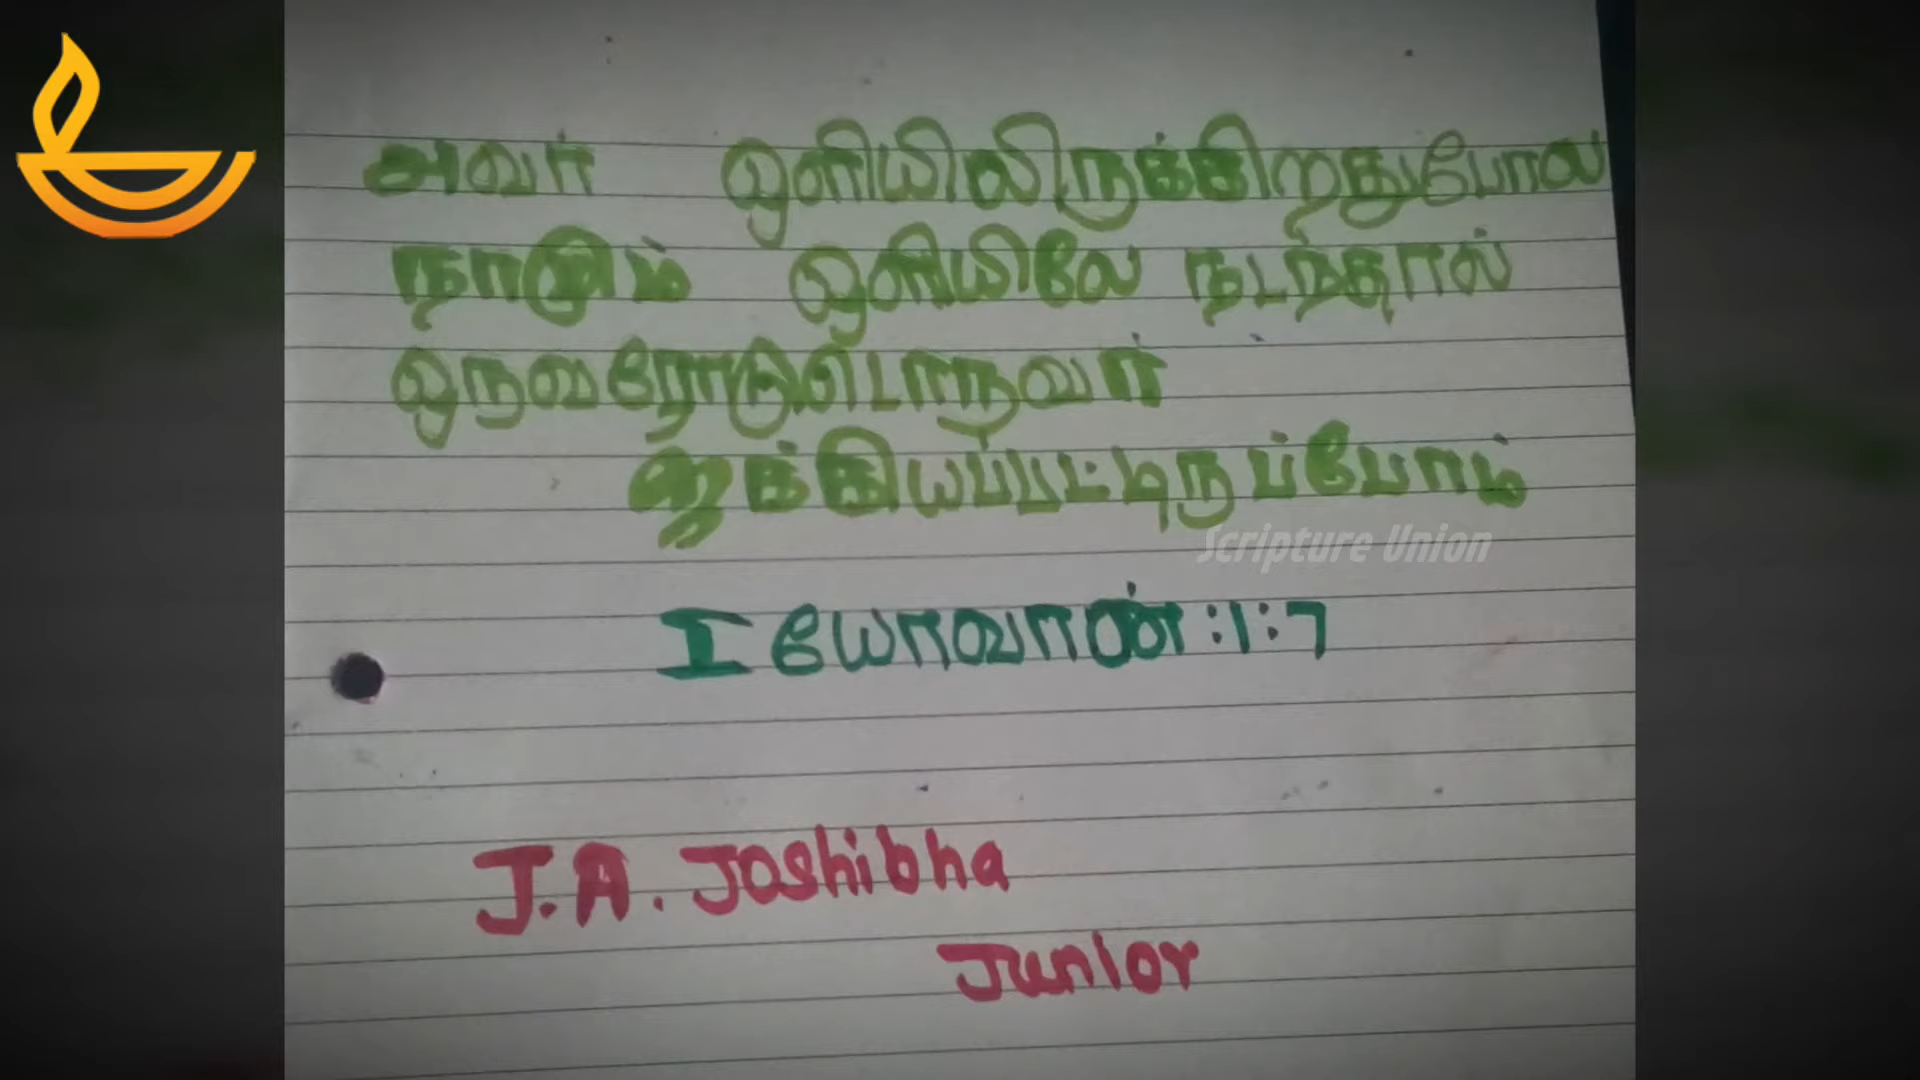 அவர் ஒளியிலிருக்கிறதுபோல
நாமும் ஒளியிலே நடந்தால்
ஒருவரோடொருவர்
ஐக்கியப்பட்டிருப்போம்
Scripture Union
I யோவான் :1:7
J.A. Joshibha
Junior